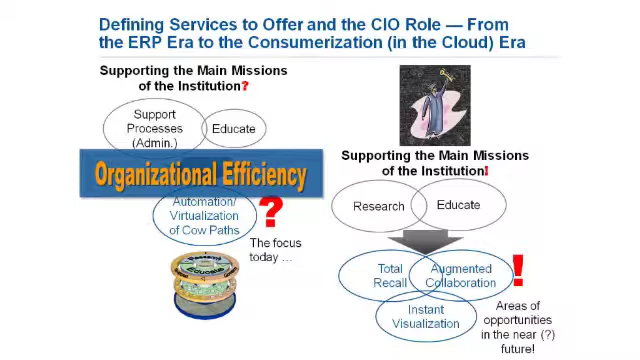 Defining Services to Offer and the CIO Role — From
the ERP Era to the Consumerization (in the Cloud) Era
Supporting the Main Missions
of the Institution?
Support
Processes
(Admin.)
Educate
Organizational Efficiency
Automation/
Virtualization
of Cow Paths
?
The focus
today ...
Educate
Supporting the Main Missions
of the Institution!
Research
Educate
Total
Recall
Augmented
Collaboration
Instant
Visualization
!
Areas of
opportunities
in the near (?)
future!